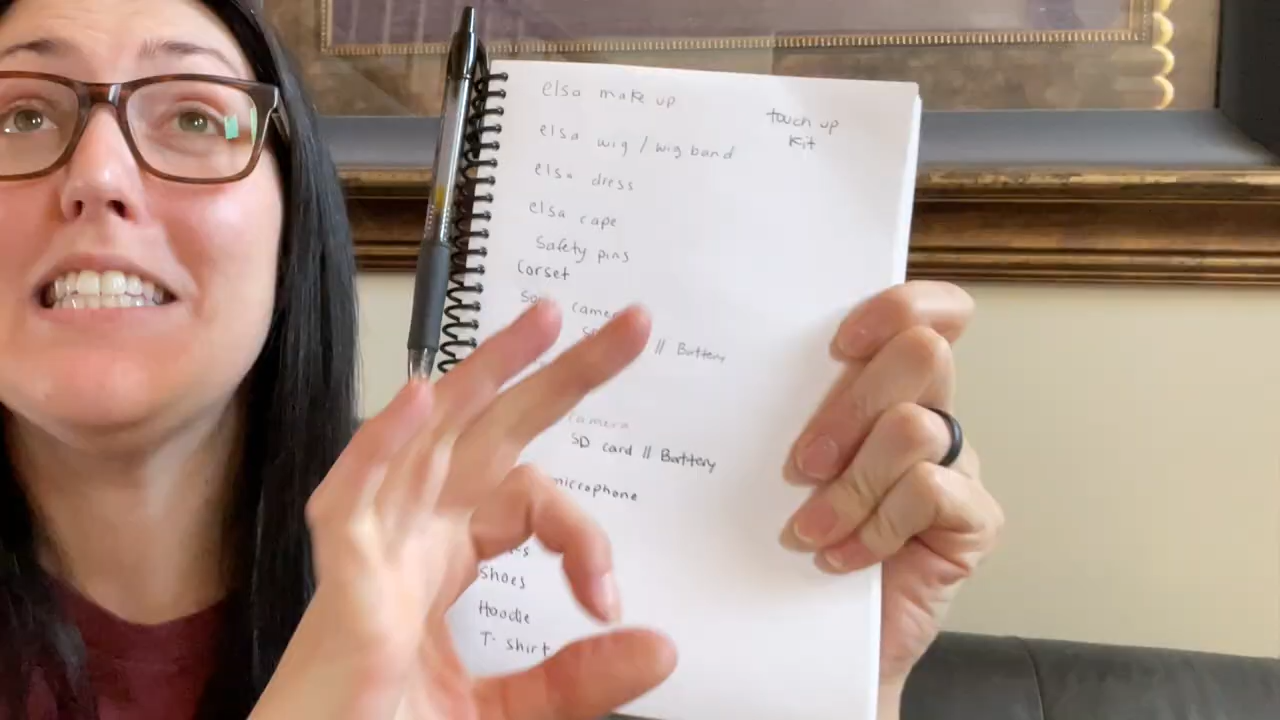 elsa make up
touch up
kit
elsa wig / wig band
elsa dress
elsa cape
Safety pins
Corset
// Battery
camera
SD card // Battery
microphone
Shoes
Hoodie
T-shirt